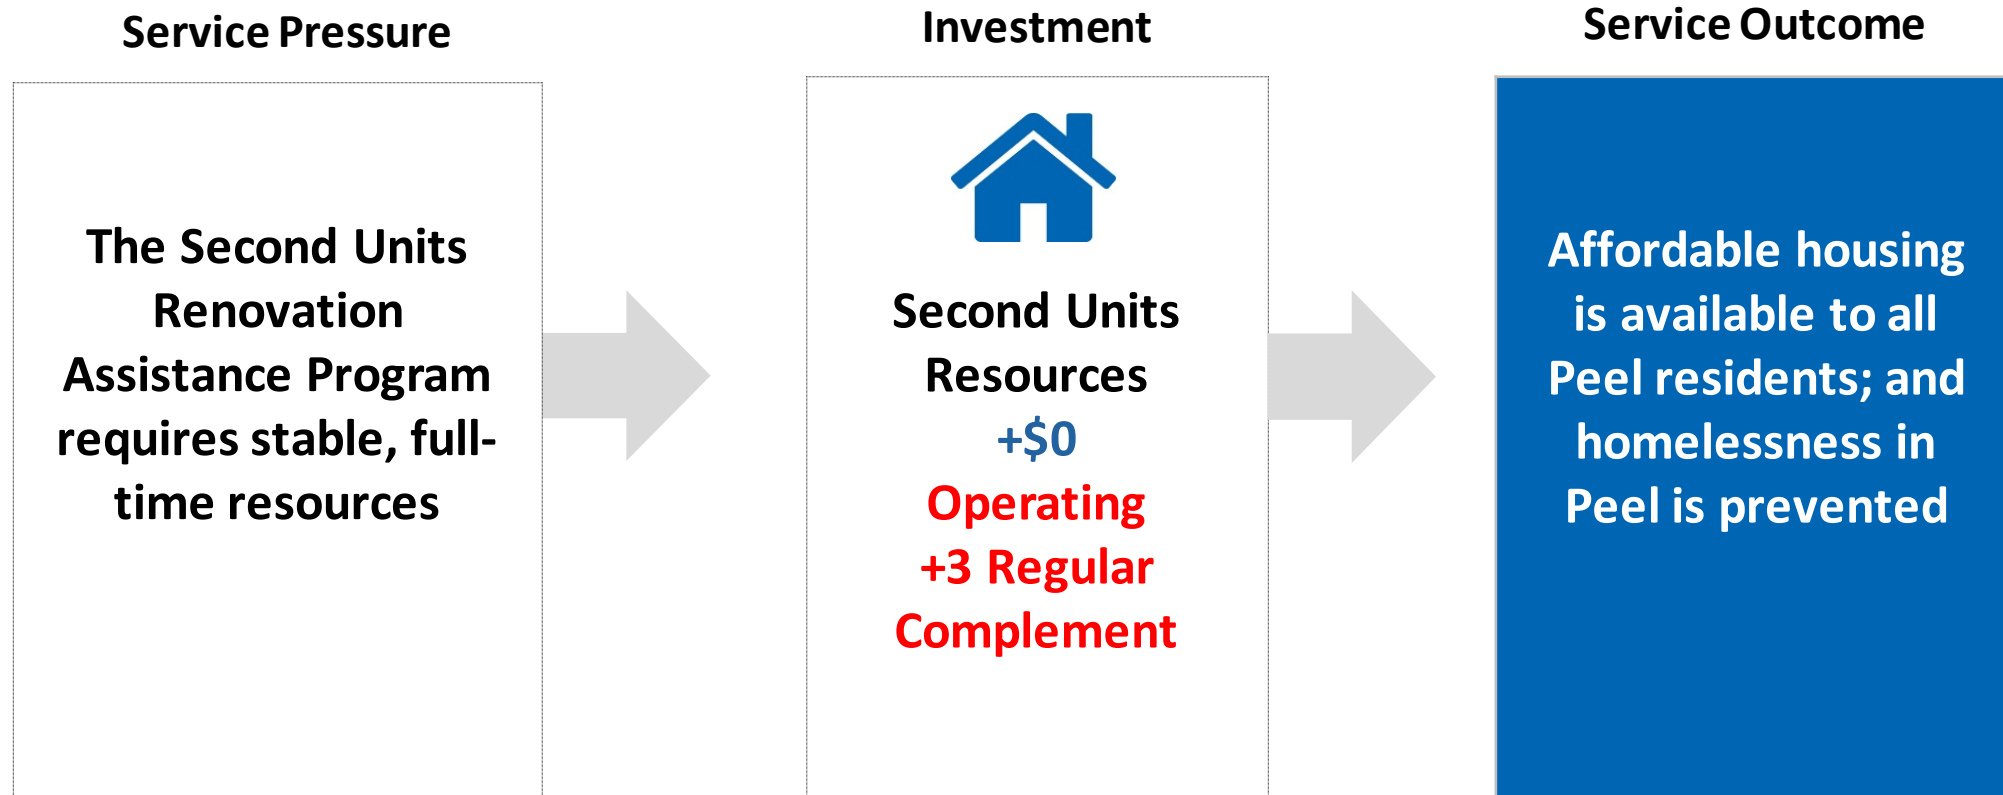 Service Pressure
The Second Units
Renovation
Assistance Program
requires stable, full-
time resources
Investment
Second Units
Resources
+$0
Operating
+3 Regular
Complement
Service Outcome
Affordable housing
is available to all
Peel residents; and
homelessness in
Peel is prevented